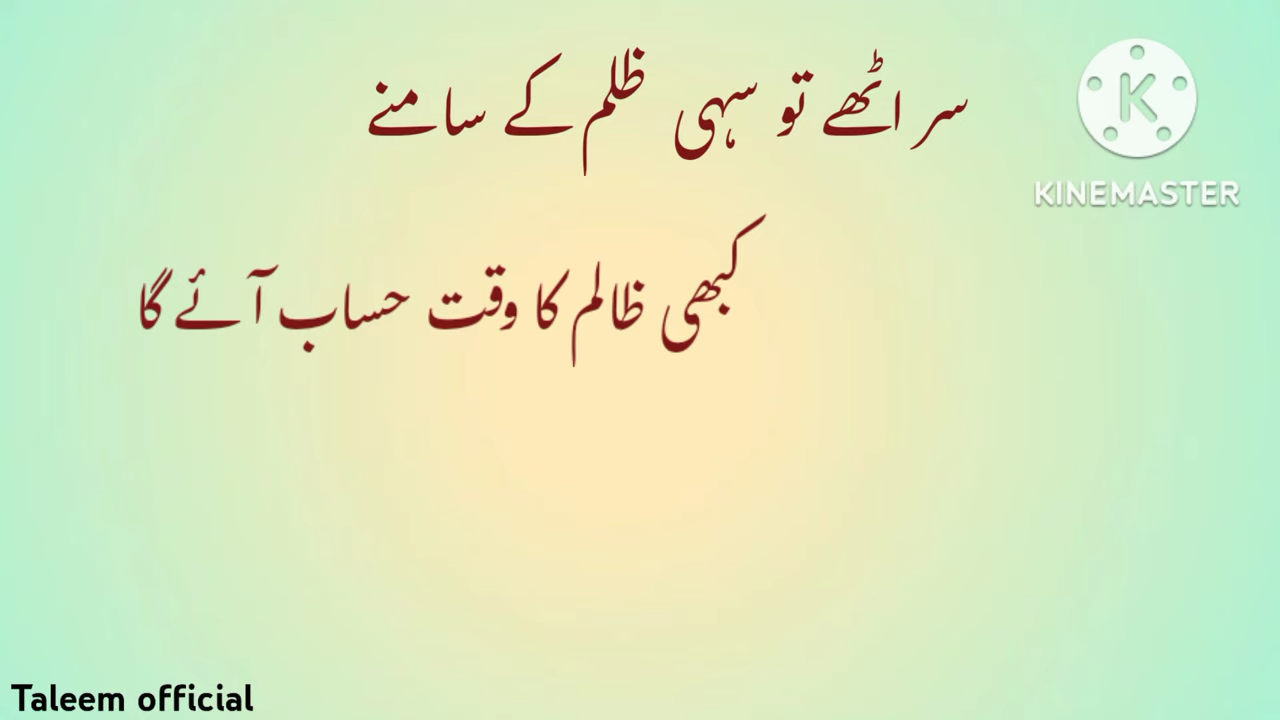 سر اٹھے تو سہی ظلم کے سامنے
KINEMASTER
کبھی ظالم کا وقت حساب آئے گا
Taleem official